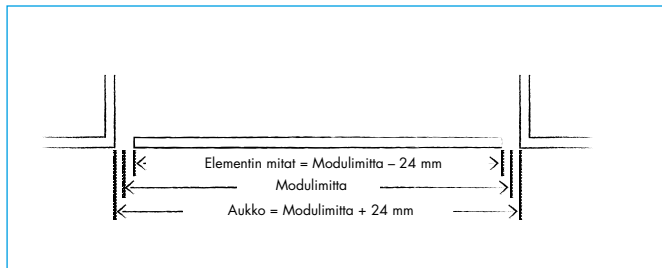 Elementin mitat = Modulimitta – 24 mm
Modulimitta
Aukko = Modulimitta + 24 mm